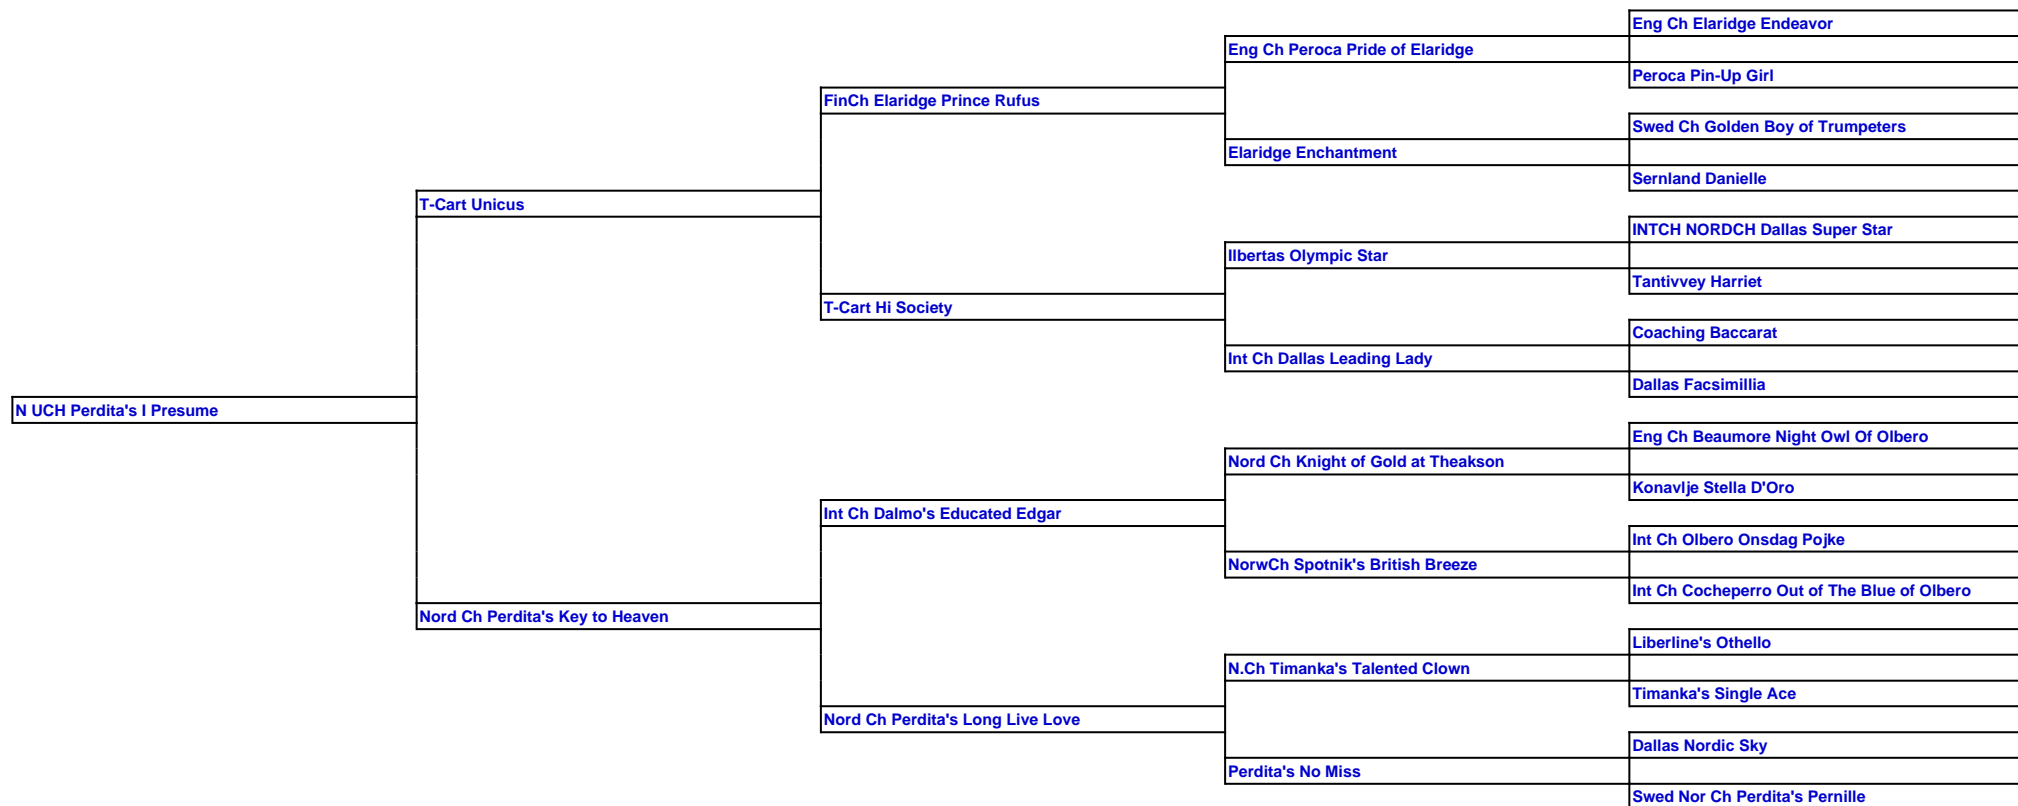 Eng Ch Elaridge Endeavor
Eng Ch Peroca Pride of Elaridge
Peroca Pin-Up Girl
FinCh Elaridge Prince Rufus
Swed Ch Golden Boy of Trumpeters
Elaridge Enchantment
Sernland Danielle
T-Cart Unicus
INTCH NORDCH Dallas Super Star
Ilbertas Olympic Star
Tantivvey Harriet
T-Cart Hi Society
Coaching Baccarat
Int Ch Dallas Leading Lady
Dallas Facsimillia
N UCH Perdita's I Presume
Eng Ch Beaumore Night Owl Of Olbero
Nord Ch Knight of Gold at Theakson
Konavlje Stella D'Oro
Int Ch Dalmo's Educated Edgar
Int Ch Olbero Onsdag Pojke
NorwCh Spotnik's British Breeze
Int Ch Cocheperro Out of The Blue of Olbero
Nord Ch Perdita's Key to Heaven
Liberline's Othello
N.Ch Timanka's Talented Clown
Timanka's Single Ace
Nord Ch Perdita's Long Live Love
Dallas Nordic Sky
Perdita's No Miss
Swed Nor Ch Perdita's Pernille